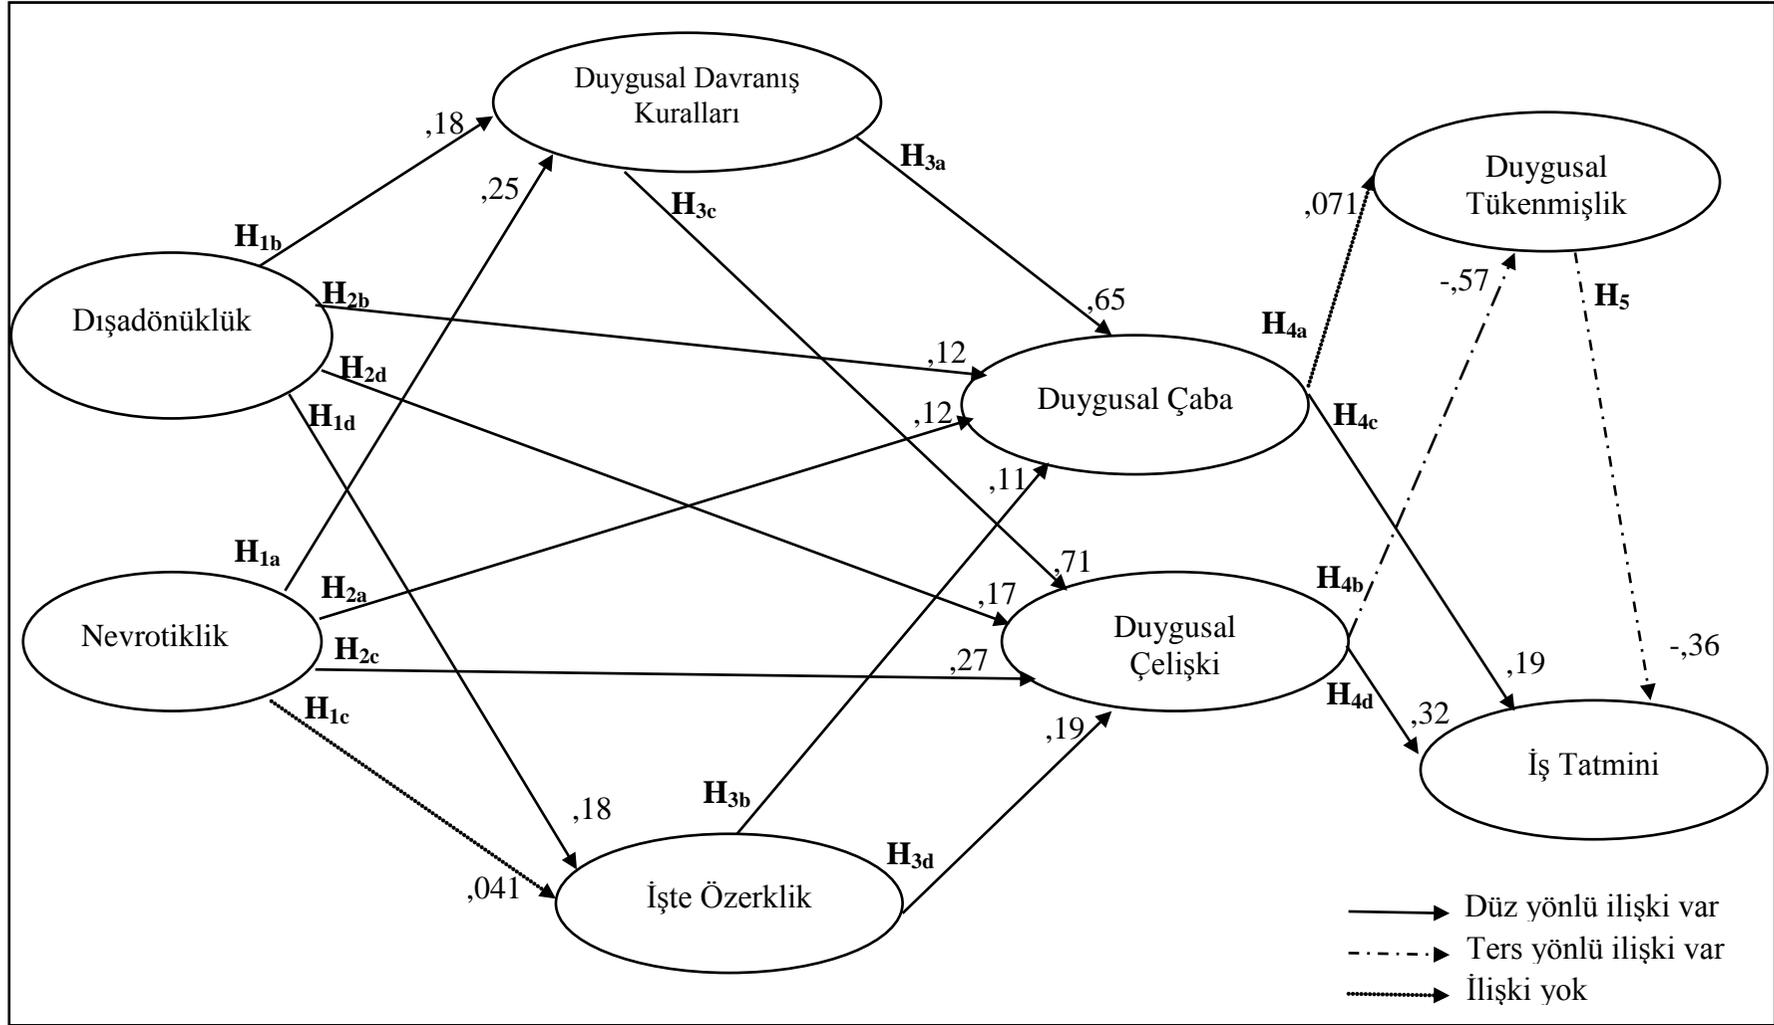 Duygusal Davranış
Kuralları
,18
H3a
Duygusal
Tükenmişlik
,25
H3c
,071
H1b
-,57
H5
H2b
Dışadönüklük
,65
H4a
,12
H2d
Duygusal Çaba
H1d
,12
H4c
,11
H1a
,71
H2a
,17
H4b
Nevrotiklik
Duygusal
Çelişki
H2c
,27
,19
-,36
H4d
H1c
,32
,19
İş Tatmini
H3b
,18
H3d
,041
İşte Özerklik
Düz yönlü ilişki var
Ters yönlü ilişki var
İlişki yok